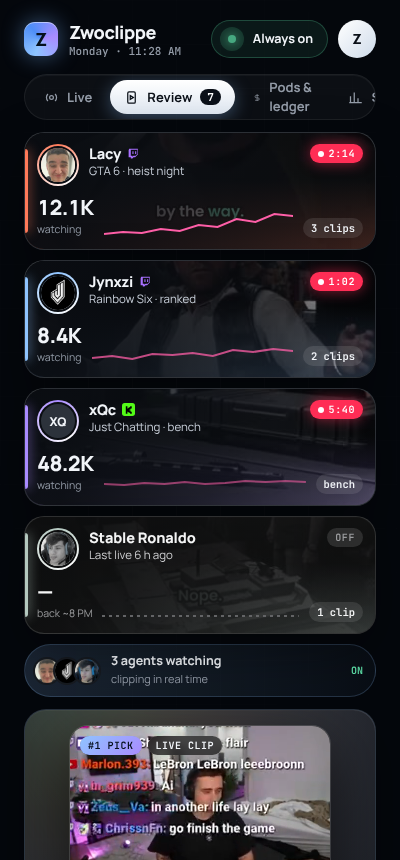 Z
Zwoclippe
Monday · 11:28 AM
Always on
Z
Live
Review 7
$ Pods & ledger
Lacy
GTA 6 · heist night
2:14
12.1K
watching
by the way.
3 clips
Jynxzi
Rainbow Six · ranked
1:02
8.4K
watching
2 clips
XQ
xQc
Just Chatting · bench
5:40
48.2K
watching
bench
Stable Ronaldo
Last live 6 h ago
OFF
—
Nope.
back ~8 PM
1 clip
3 agents watching
clipping in real time
ON
#1 PICK
LIVE CLIP
flair
Marlon.393: LeBron LeBron leeebroonn
in_grim939: Ai
Zeus__Va: in another life lay lay
ChrissnFn: go finish the game